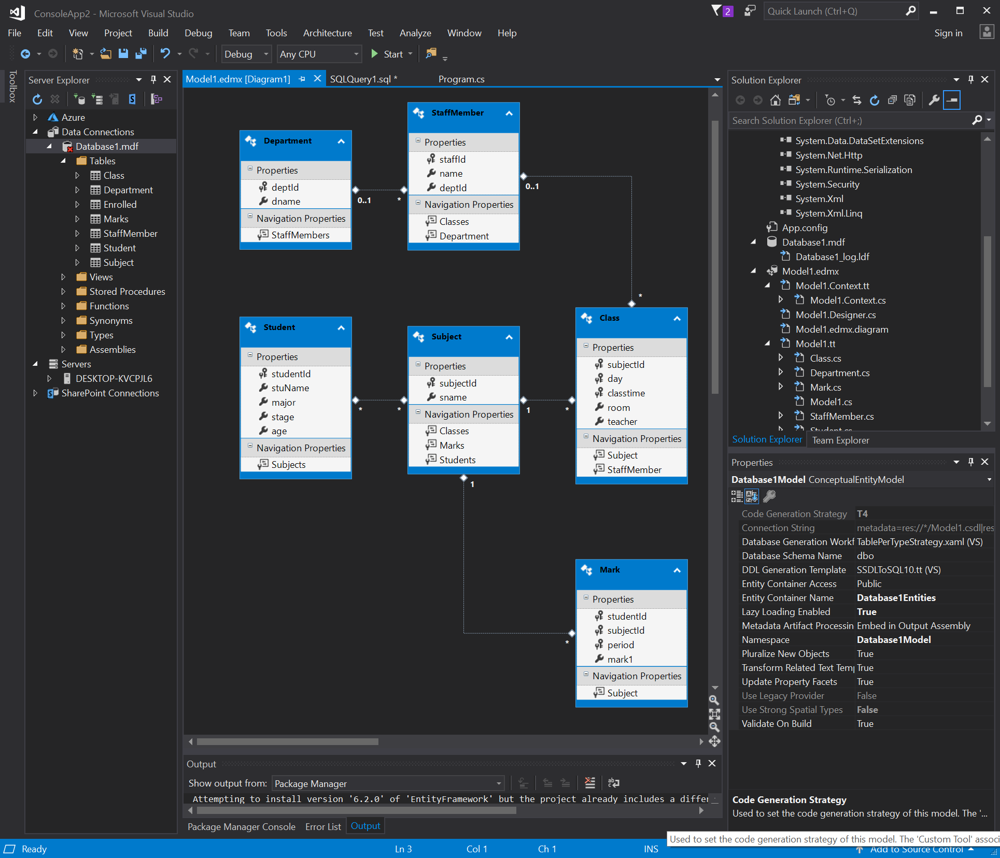 ConsoleApp2 - Microsoft Visual Studio
2
Quick Launch (Ctrl+Q)
File Edit View Project Build Debug Team Tools Architecture Test Analyze Window Help
Sign in
Debug
Any CPU
Start
Toolbox
Server Explorer
Azure
Data Connections
Database1.mdf
Tables
Class
Department
Enrolled
Marks
StaffMember
Student
Subject
Views
Stored Procedures
Functions
Synonyms
Types
Assemblies
Servers
DESKTOP-KVCPJL6
SharePoint Connections
Model1.edmx [Diagram1]
SQLQuery1.sql *
Program.cs
Department
Properties
deptId
dname
Navigation Properties
StaffMembers
0..1
*
StaffMember
Properties
staffId
name
deptId
Navigation Properties
Classes
Department
0..1
*
Student
Properties
studentId
stuName
major
stage
age
Navigation Properties
Subjects
*
*
Subject
Properties
subjectId
sname
Navigation Properties
Classes
Marks
Students
1
*
1
*
Class
Properties
subjectId
day
classtime
room
teacher
Navigation Properties
Subject
StaffMember
Mark
Properties
studentId
subjectId
period
mark1
Navigation Properties
Subject
Output
Show output from: Package Manager
Attempting to install version '6.2.0' of 'EntityFramework' but the project already includes a differ
Package Manager Console Error List Output
Solution Explorer
Search Solution Explorer (Ctrl+;)
System.Data.DataSetExtensions
System.Net.Http
System.Runtime.Serialization
System.Security
System.Xml
System.Xml.Linq
App.config
Database1.mdf
Database1_log.ldf
Model1.edmx
Model1.Context.tt
Model1.Context.cs
Model1.Designer.cs
Model1.edmx.diagram
Model1.tt
Class.cs
Department.cs
Mark.cs
Model1.cs
StaffMember.cs
Student.cs
Solution Explorer Team Explorer
Properties
Database1Model ConceptualEntityModel
Code Generation Strategy T4
Connection String metadata=res://*/Model1.csdl|res
Database Generation Workf TablePerTypeStrategy.xaml (VS)
Database Schema Name dbo
DDL Generation Template SSDLToSQL10.tt (VS)
Entity Container Access Public
Entity Container Name Database1Entities
Lazy Loading Enabled True
Metadata Artifact Processin Embed in Output Assembly
Namespace Database1Model
Pluralize New Objects True
Transform Related Text Temp True
Update Property Facets True
Use Legacy Provider False
Use Strong Spatial Types False
Validate On Build True
Code Generation Strategy
Used to set the code generation strategy of this model. The '...
Used to set the code generation strategy of this model. The 'Custom Tool' associ
Ready
Ln 3
Col 1
Ch 1
INS
Add to Source Control